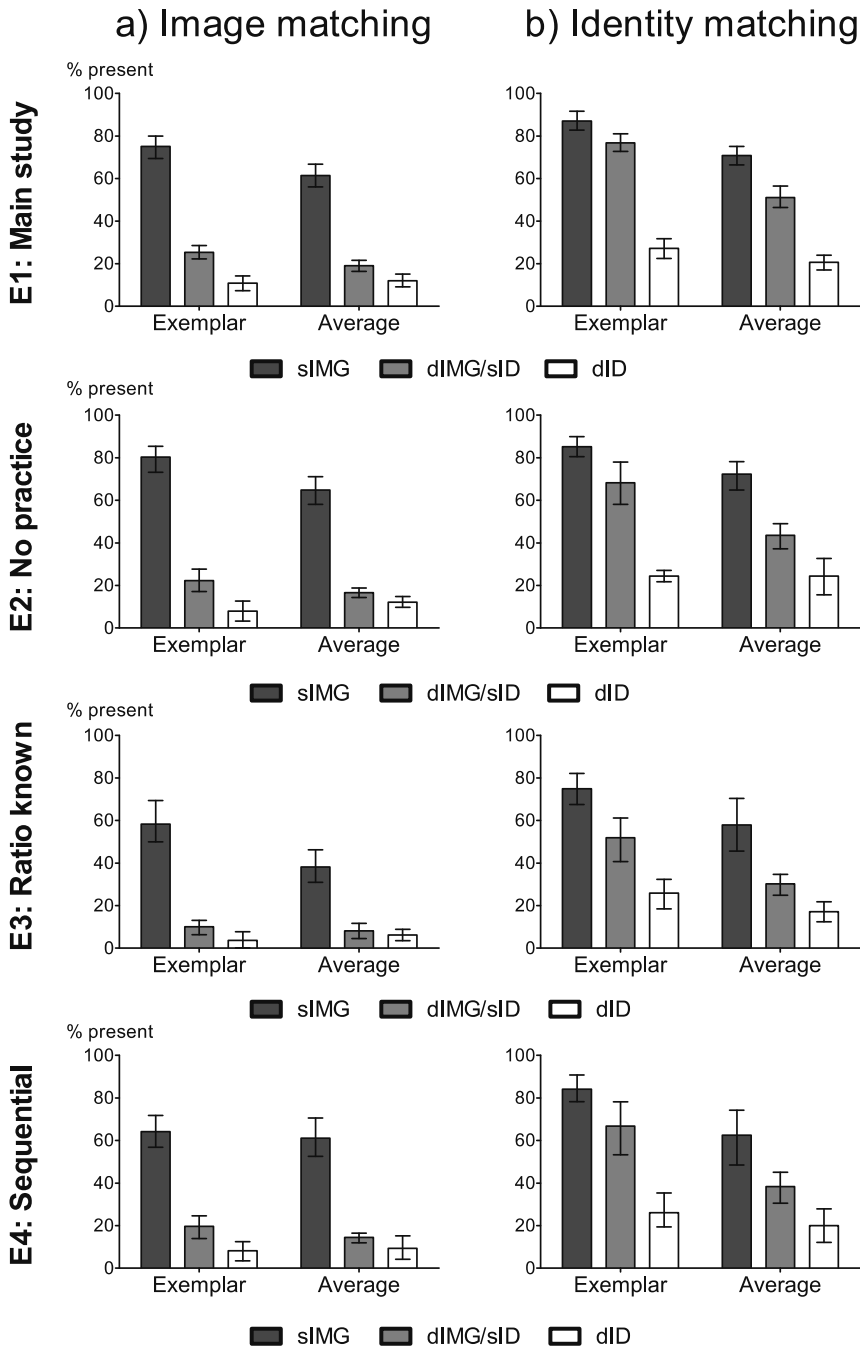 a) Image matching
b) Identity matching
E1: Main study
% present
100
80
60
40
20
0
Exemplar
Average
100
80
60
40
20
0
Exemplar
Average
sIMG dIMG/sID dID
E2: No practice
% present
100
80
60
40
20
0
Exemplar
Average
100
80
60
40
20
0
Exemplar
Average
sIMG dIMG/sID dID
E3: Ratio known
% present
100
80
60
40
20
0
Exemplar
Average
100
80
60
40
20
0
Exemplar
Average
sIMG dIMG/sID dID
E4: Sequential
% present
100
80
60
40
20
0
Exemplar
Average
100
80
60
40
20
0
Exemplar
Average
sIMG dIMG/sID dID